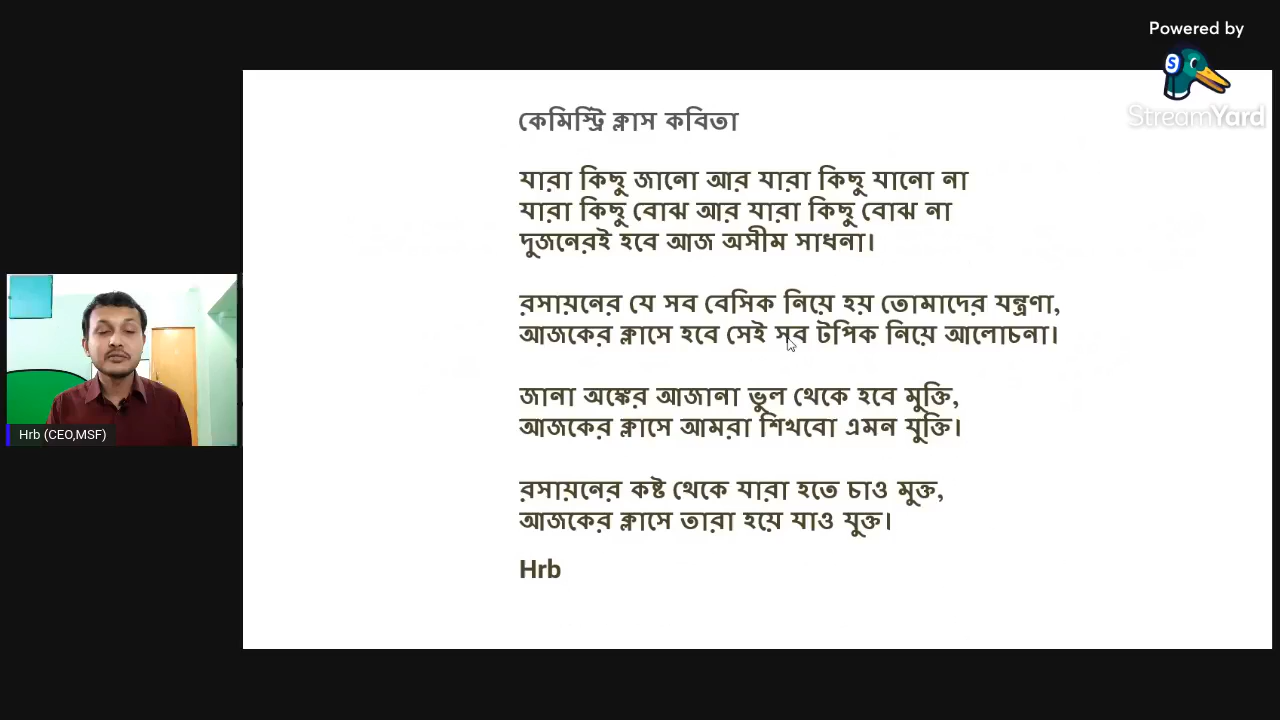 Powered by
StreamYard
কেমিস্ট্রি ক্লাস কবিতা
যারা কিছু জানো আর যারা কিছু যানো না
যারা কিছু বোঝ আর যারা কিছু বোঝ না
দুজনেরই হবে আজ অসীম সাধনা।
রসায়নের যে সব বেসিক নিয়ে হয় তোমাদের যন্ত্রণা,
আজকের ক্লাসে হবে সেই সব টপিক নিয়ে আলোচনা।
জানা অঙ্কের আজানা ভুল থেকে হবে মুক্তি,
আজকের ক্লাসে আমরা শিখবো এমন যুক্তি।
রসায়নের কষ্ট থেকে যারা হতে চাও মুক্ত,
আজকের ক্লাসে তারা হয়ে যাও যুক্ত।
Hrb
Hrb (CEO,MSF)